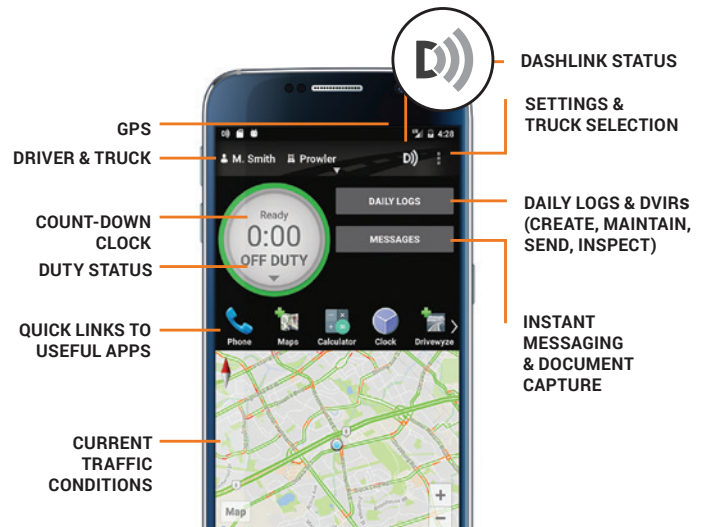 DASHLINK STATUS
SETTINGS &
TRUCK SELECTION
GPS
DRIVER & TRUCK
4:28
M. Smith Prowler
D
DAILY LOGS
MESSAGES
Ready
0:00
OFF DUTY
DAILY LOGS & DVIRs
(CREATE, MAINTAIN,
SEND, INSPECT)
COUNT-DOWN
CLOCK
DUTY STATUS
QUICK LINKS TO
USEFUL APPS
Phone Maps Calculator Clock Drivewyze
INSTANT
MESSAGING
& DOCUMENT
CAPTURE
CURRENT
TRAFFIC
CONDITIONS
Map
+
−